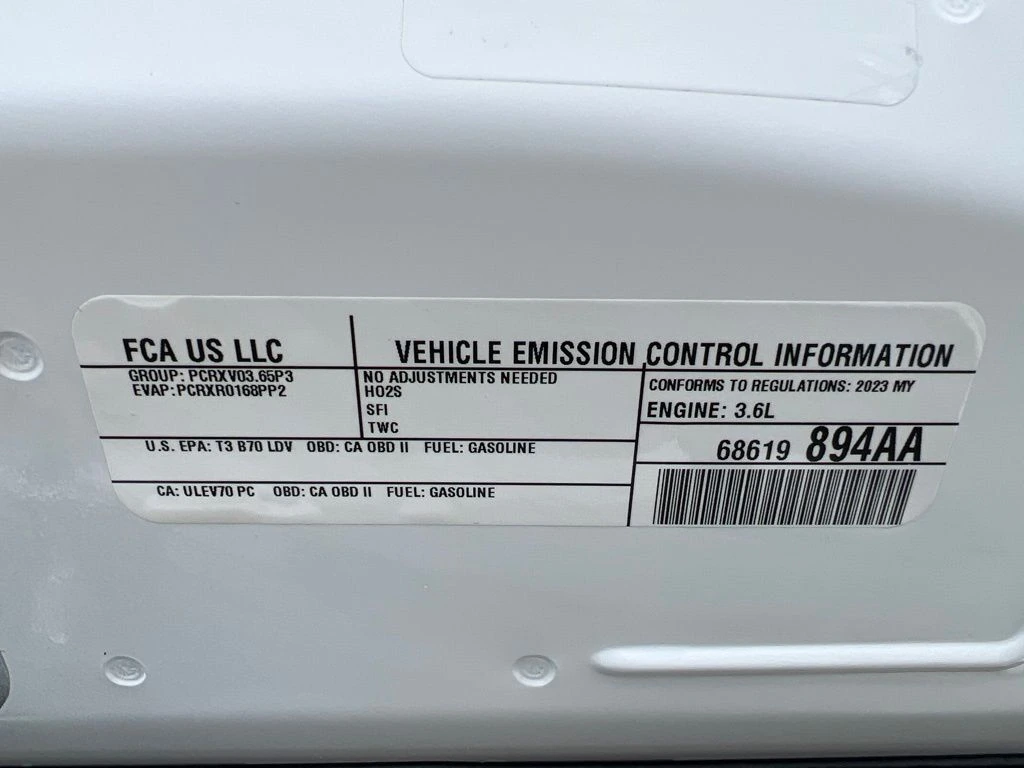 FCA US LLC
VEHICLE EMISSION CONTROL INFORMATION
GROUP: PCRXV03.65P3
EVAP: PCRXR0168PP2
NO ADJUSTMENTS NEEDED
HO2S
SFI
TWC
CONFORMS TO REGULATIONS: 2023 MY
ENGINE: 3.6L
68619 894AA
U.S. EPA: T3 B70 LDV OBD: CA OBD II FUEL: GASOLINE
CA: ULEV70 PC OBD: CA OBD II FUEL: GASOLINE